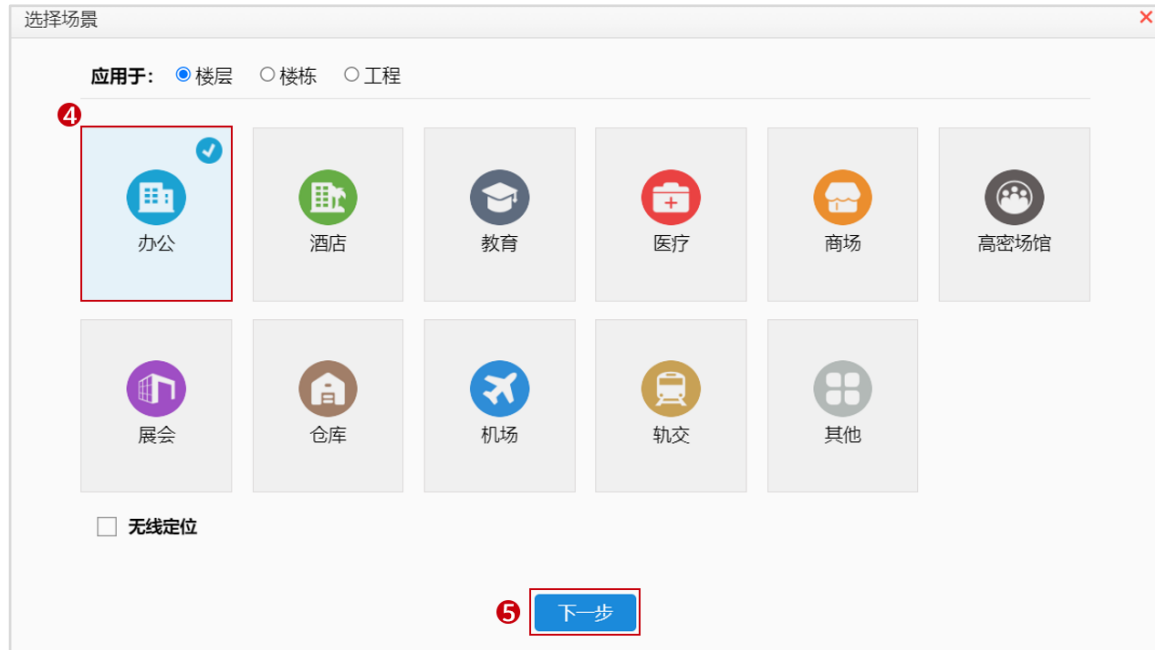 选择场景
应用于： 楼层 楼栋 工程
4
办公 酒店 教育 医疗 商场 高密场馆
展会 仓库 机场 轨交 其他
无线定位
5 下一步